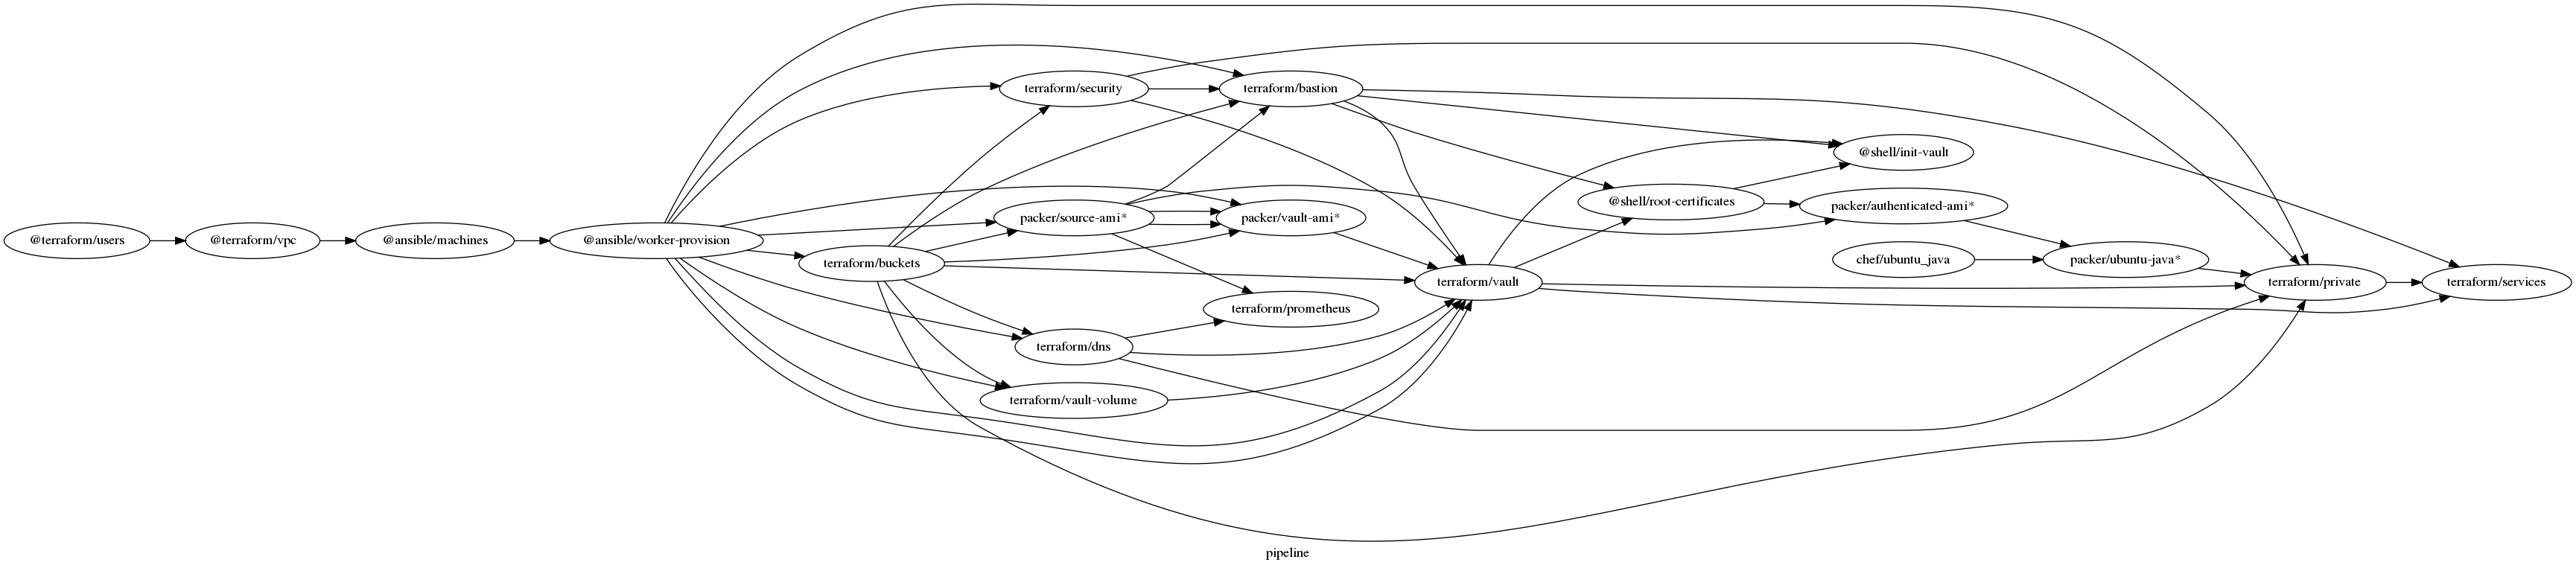 @terraform/users
@terraform/vpc
@ansible/machines
@ansible/worker-provision
terraform/buckets
terraform/security
packer/source-ami*
terraform/dns
terraform/vault-volume
terraform/bastion
packer/vault-ami*
terraform/prometheus
terraform/vault
@shell/root-certificates
@shell/init-vault
packer/authenticated-ami*
chef/ubuntu_java
packer/ubuntu-java*
terraform/private
terraform/services
pipeline